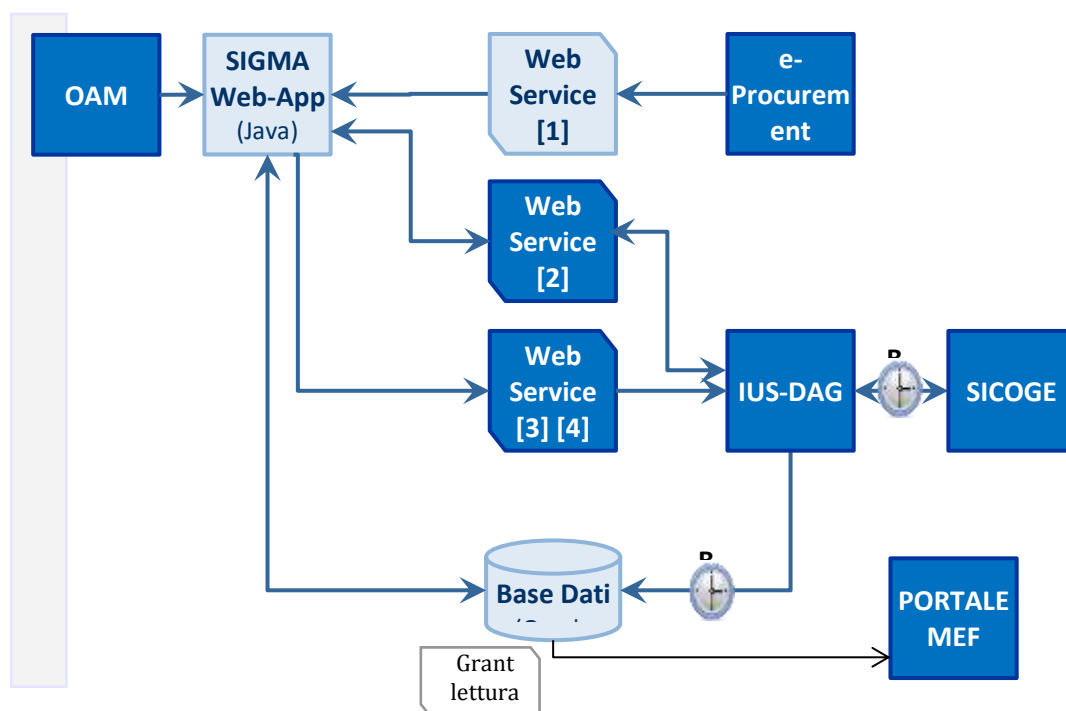 OAM
SIGMA
Web-App
(Java)
Web
Service
[1]
e-
Procurem
ent
Web
Service
[2]
Web
Service
[3] [4]
IUS-DAG
SICOGE
Base Dati
PORTALE
MEF
Grant
lettura